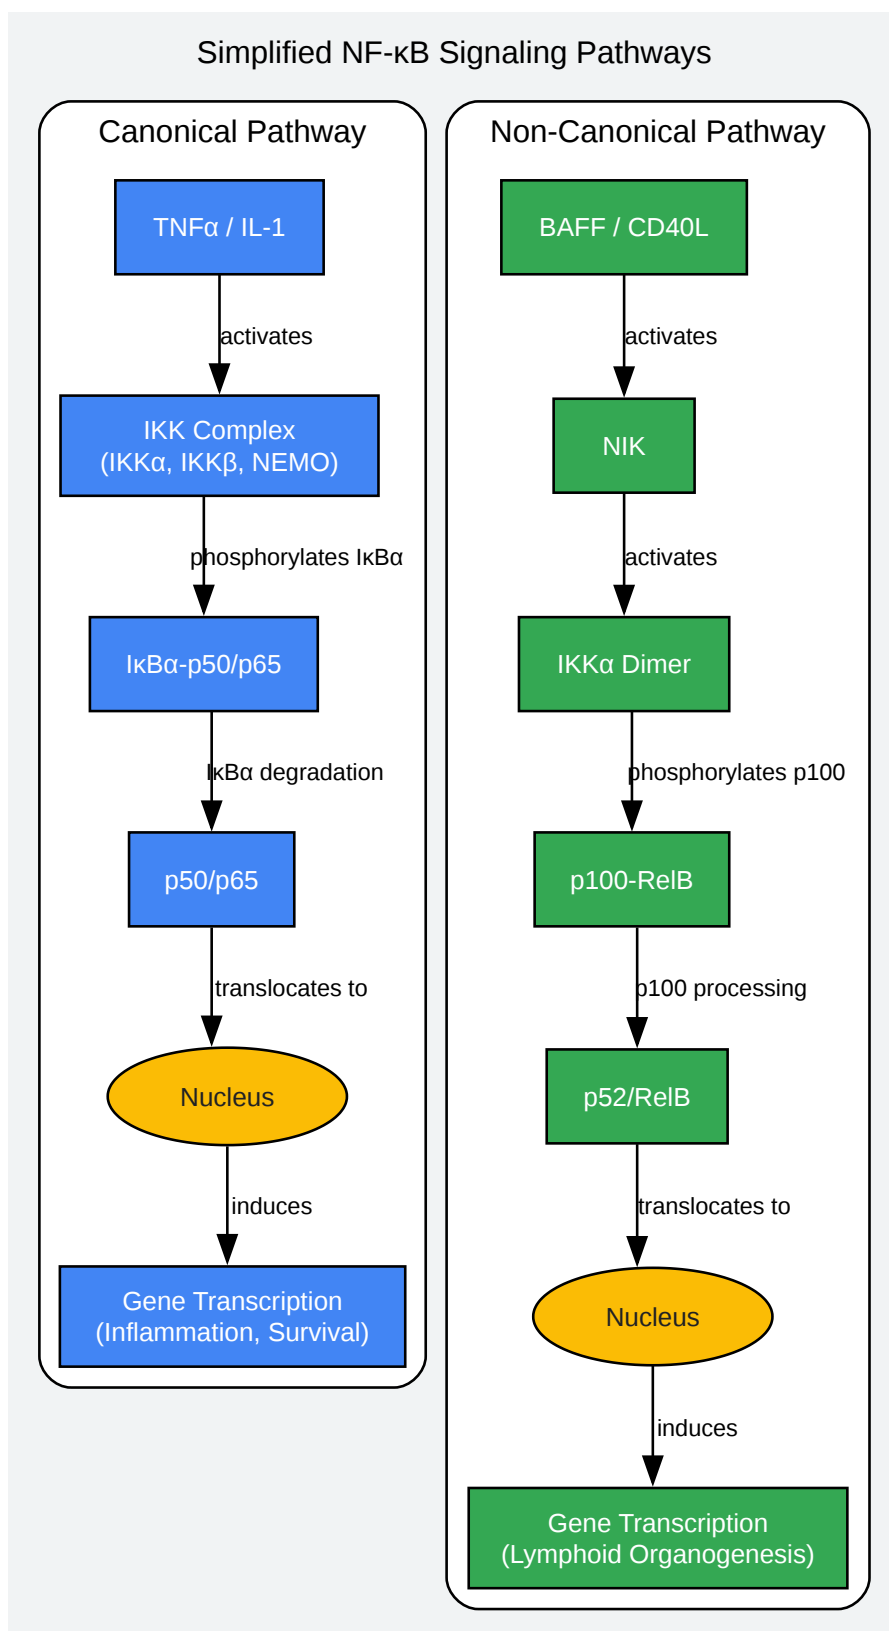 Simplified NF-κB Signaling Pathways
Canonical Pathway
TNFα / IL-1
activates
IKK Complex
(IKKα, IKKβ, NEMO)
phosphorylates IκBα
IκBα-p50/p65
IκBα degradation
p50/p65
translocates to
Nucleus
induces
Gene Transcription
(Inflammation, Survival)
Non-Canonical Pathway
BAFF / CD40L
activates
NIK
activates
IKKα Dimer
phosphorylates p100
p100-RelB
p100 processing
p52/RelB
translocates to
Nucleus
induces
Gene Transcription
(Lymphoid Organogenesis)